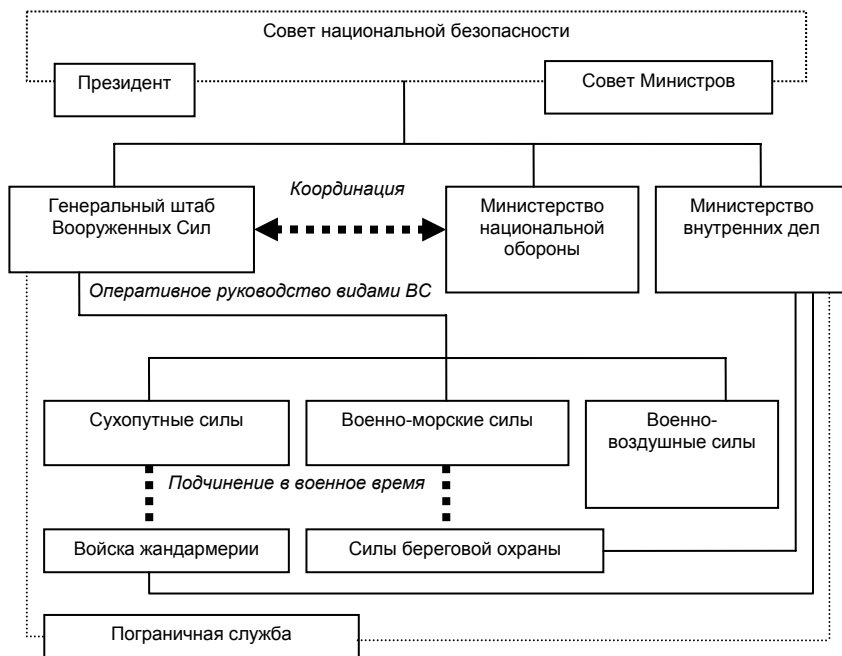 Совет национальной безопасности
Президент
Совет Министров
Координация
Генеральный штаб
Вооруженных Сил
Министерство
национальной
обороны
Министерство
внутренних дел
Оперативное руководство видами ВС
Сухопутные силы
Военно-морские силы
Военно-
воздушные силы
Подчинение в военное время
Войска жандармерии
Силы береговой охраны
Пограничная служба